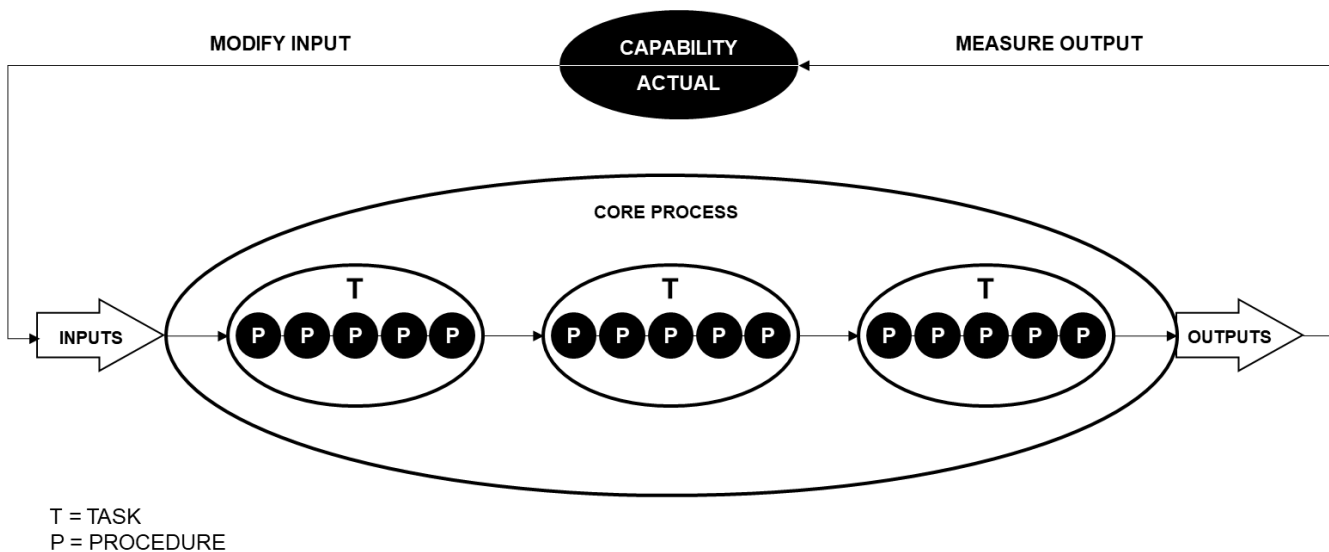 MODIFY INPUT
CAPABILITY
ACTUAL
MEASURE OUTPUT
CORE PROCESS
T
T
T
INPUTS
P P P P P
P P P P P
P P P P P
OUTPUTS
T = TASK
P = PROCEDURE